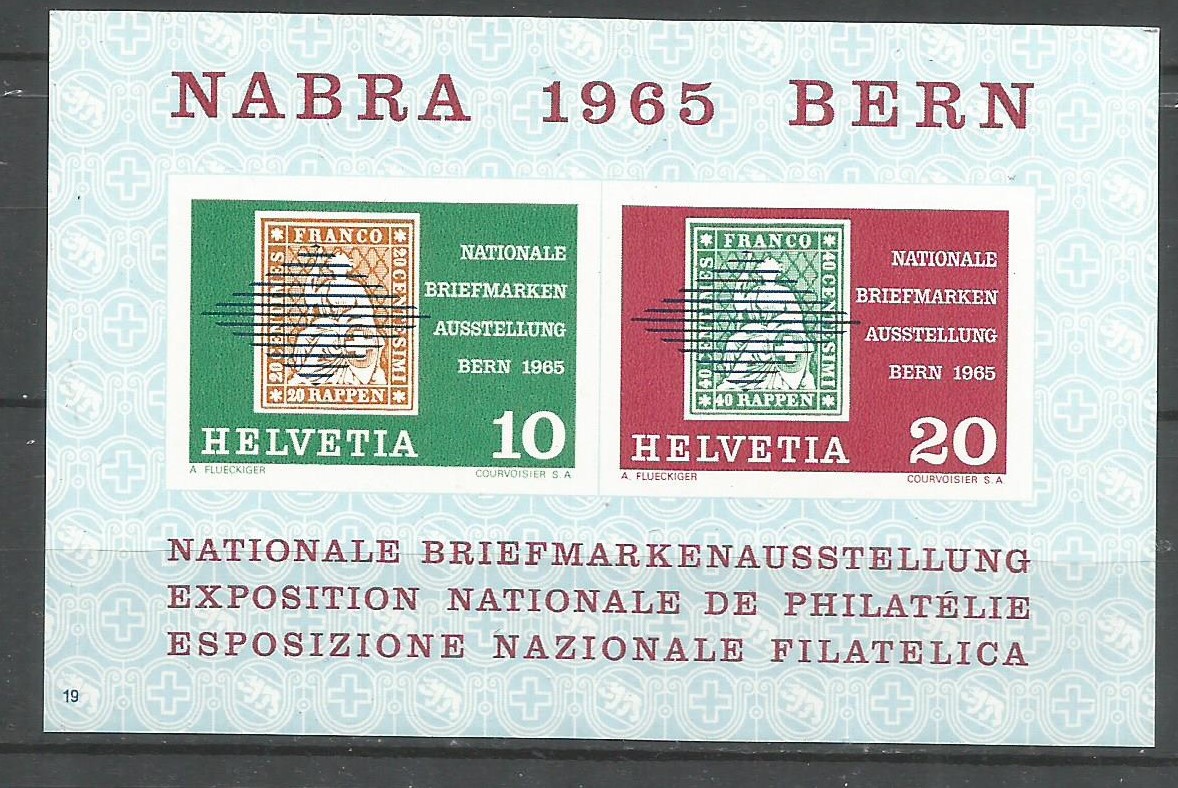 NABRA 1965 BERN
FRANCO
20 CENTIMES
20 CENTESIMI
20 RAPPEN
NATIONALE
BRIEFMARKEN
AUSSTELLUNG
BERN 1965
HELVETIA 10
A. FLUECKIGER COURVOISIER S.A
FRANCO
40 CENTIMES
40 CENTESIMI
40 RAPPEN
NATIONALE
BRIEFMARKEN
AUSSTELLUNG
BERN 1965
HELVETIA 20
A. FLUECKIGER COURVOISIER S.A
NATIONALE BRIEFMARKENAUSSTELLUNG
EXPOSITION NATIONALE DE PHILATÉLIE
ESPOSIZIONE NAZIONALE FILATELICA
19